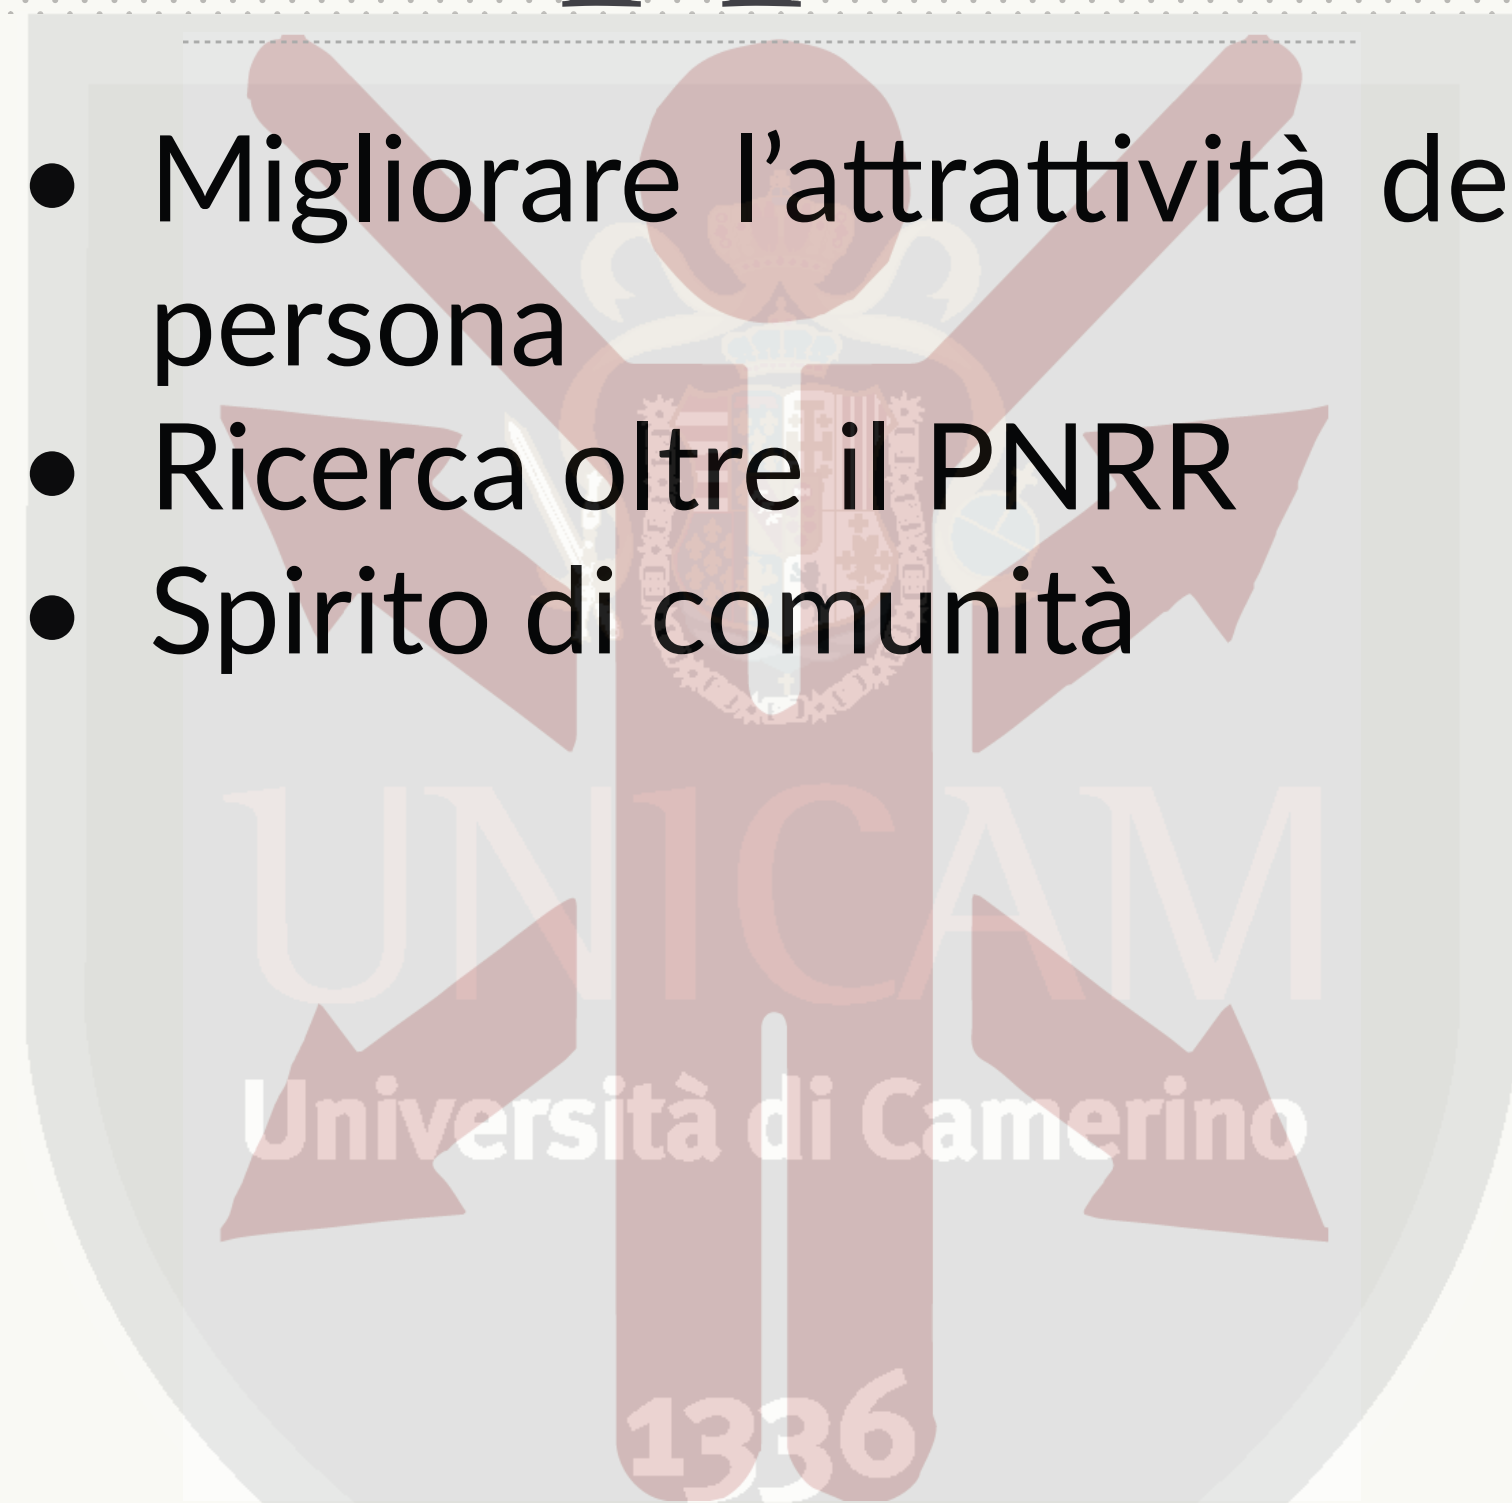 • Migliorare l’attrattività de
persona
• Ricerca oltre il PNRR
• Spirito di comunità
UNICAM
Università di Camerino
1336